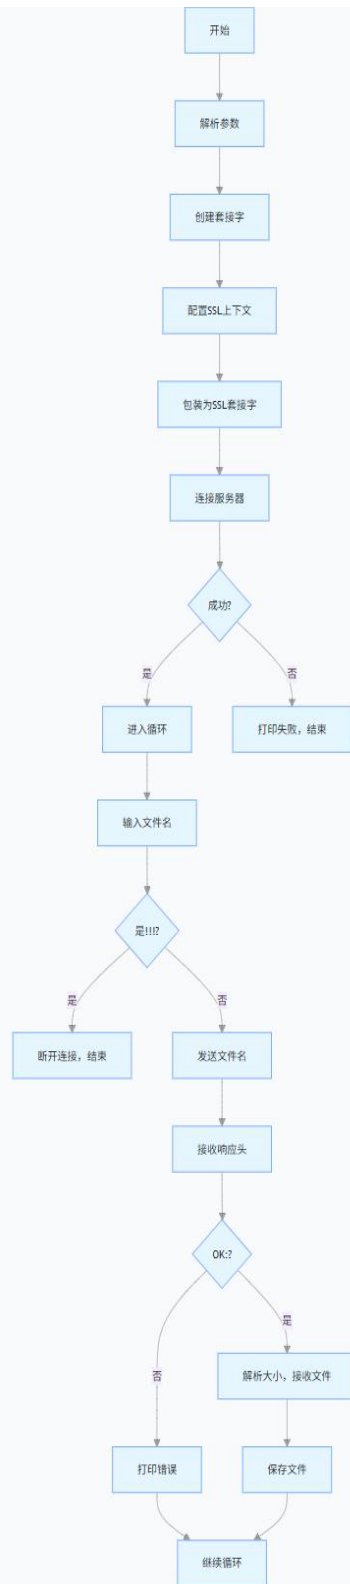 开始
解析参数
创建套接字
配置SSL上下文
包装为SSL套接字
连接服务器
成功?
是
否
进入循环
打印失败，结束
输入文件名
是!!!?
是
否
断开连接，结束
发送文件名
接收响应头
OK:?
是
否
解析大小，接收文件
打印错误
保存文件
继续循环